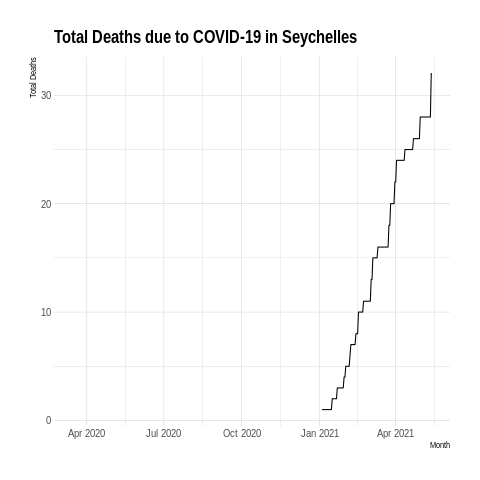 Total Deaths due to COVID-19 in Seychelles
Total Deaths
30
20
10
0
Apr 2020 Jul 2020 Oct 2020 Jan 2021 Apr 2021
Month